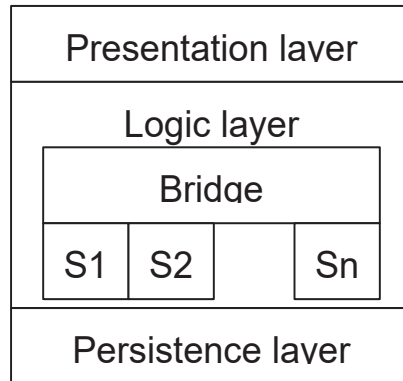 Presentation layer
Logic layer
Bridge
S1 S2 Sn
Persistence layer